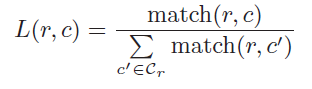 L(r, c) = match(r, c) / ∑_{c′∈𝒞_r} match(r, c′)